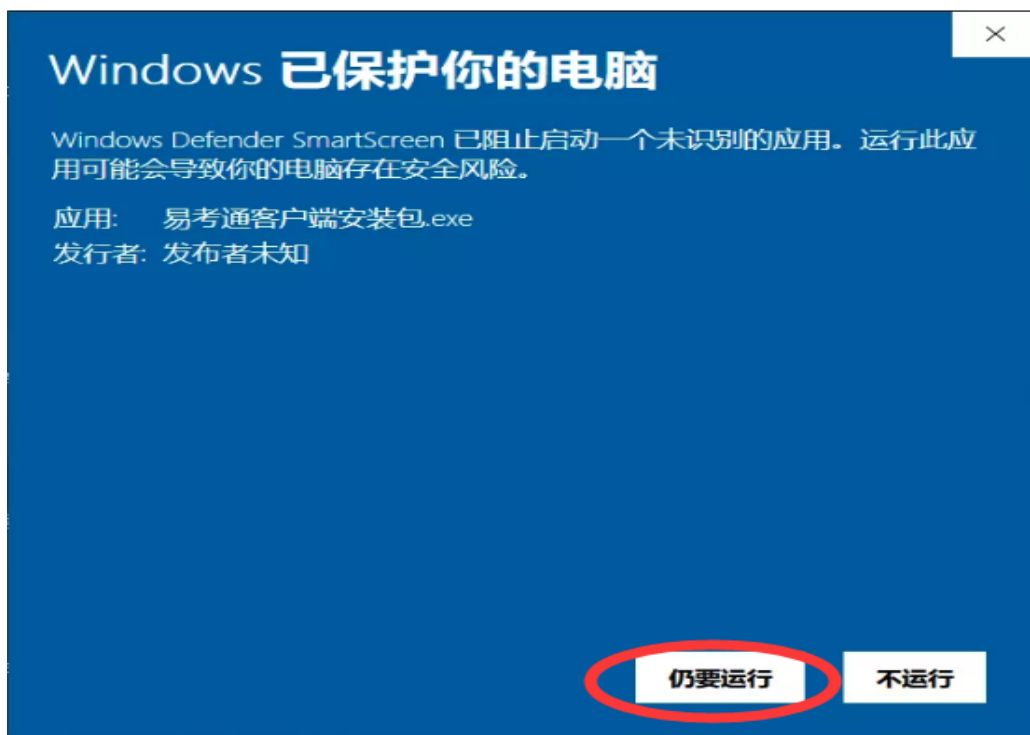 Windows 已保护你的电脑
Windows Defender SmartScreen 已阻止启动一个未识别的应用。运行此应
用可能会导致你的电脑存在安全风险。
应用: 易考通客户端安装包.exe
发行者: 发布者未知
仍要运行 不运行